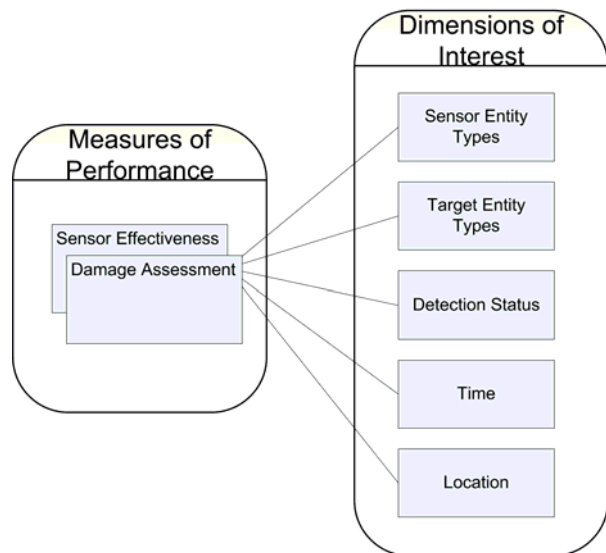 Measures of
Performance
Sensor Effectiveness
Damage Assessment
Dimensions of
Interest
Sensor Entity
Types
Target Entity
Types
Detection Status
Time
Location